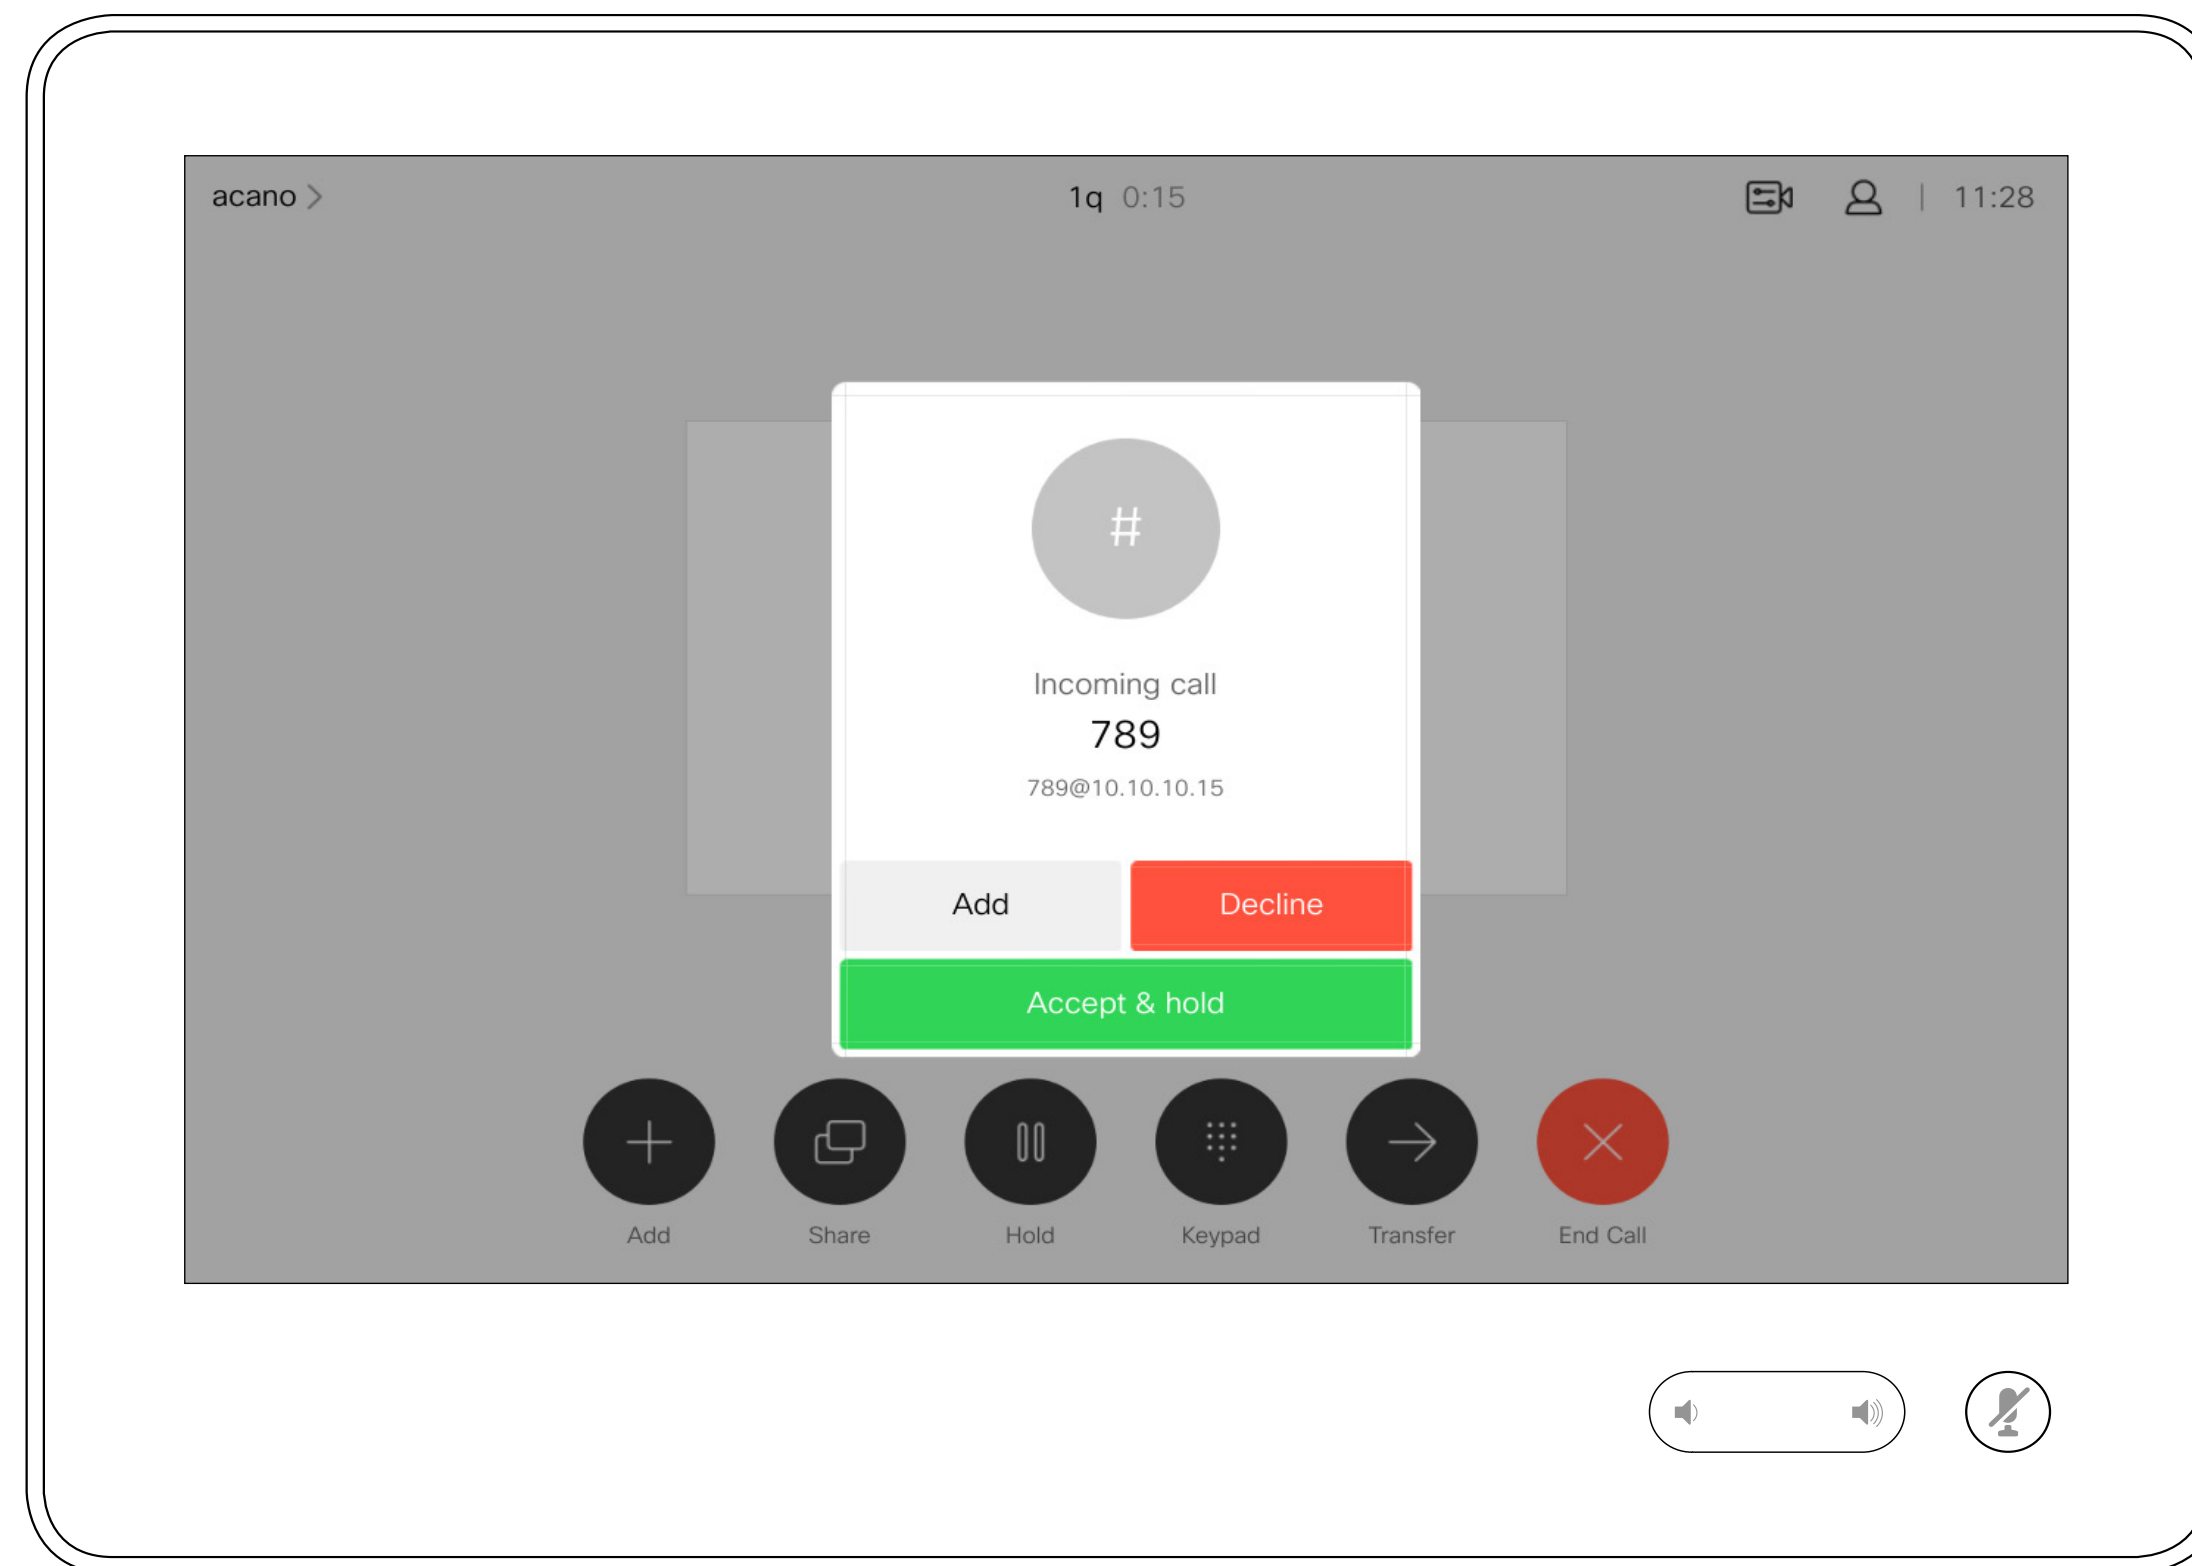 acano
1q 0:15
11:28
#
Incoming call
789
789@10.10.10.15
Add
Decline
Accept & hold
Add
Share
Hold
Keypad
Transfer
End Call